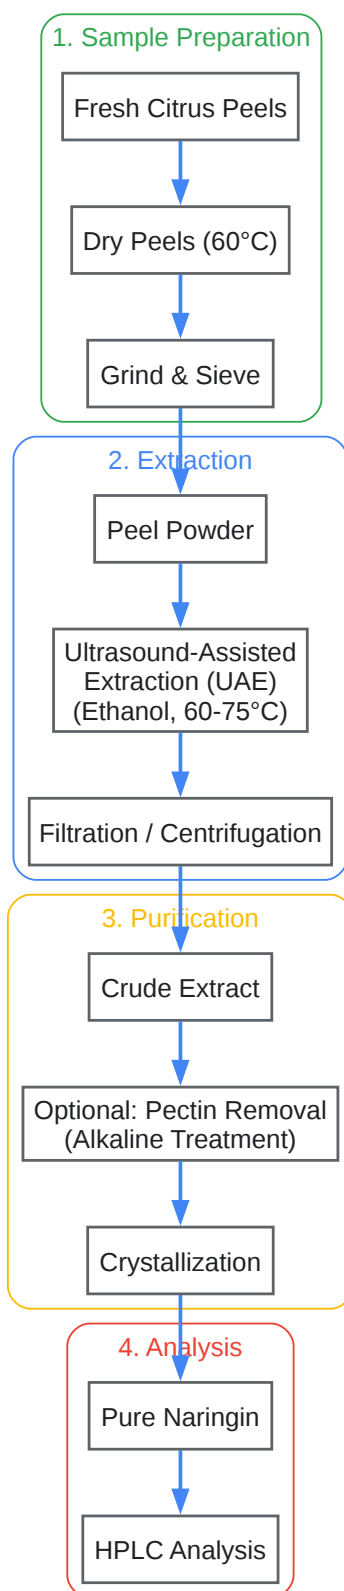 1. Sample Preparation
Fresh Citrus Peels
Dry Peels (60°C)
Grind & Sieve
2. Extraction
Peel Powder
Ultrasound-Assisted
Extraction (UAE)
(Ethanol, 60-75°C)
Filtration / Centrifugation
3. Purification
Crude Extract
Optional: Pectin Removal
(Alkaline Treatment)
Crystallization
4. Analysis
Pure Naringin
HPLC Analysis